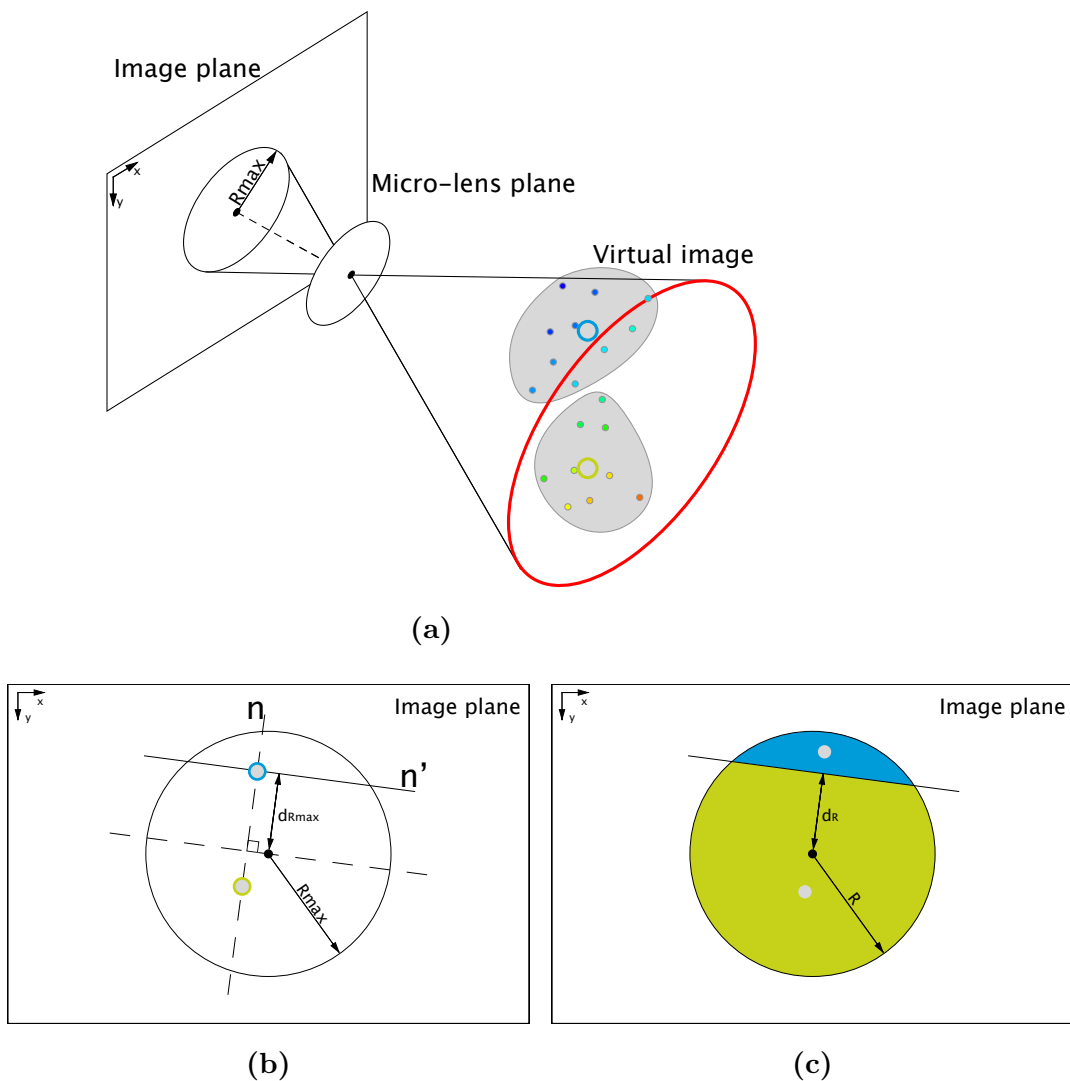 Image plane
x
y
Rmax
Micro-lens plane
Virtual image
(a)
x
y
Image plane
n
n’
dRmax
Rmax
(b)
x
y
Image plane
dR
R
(c)